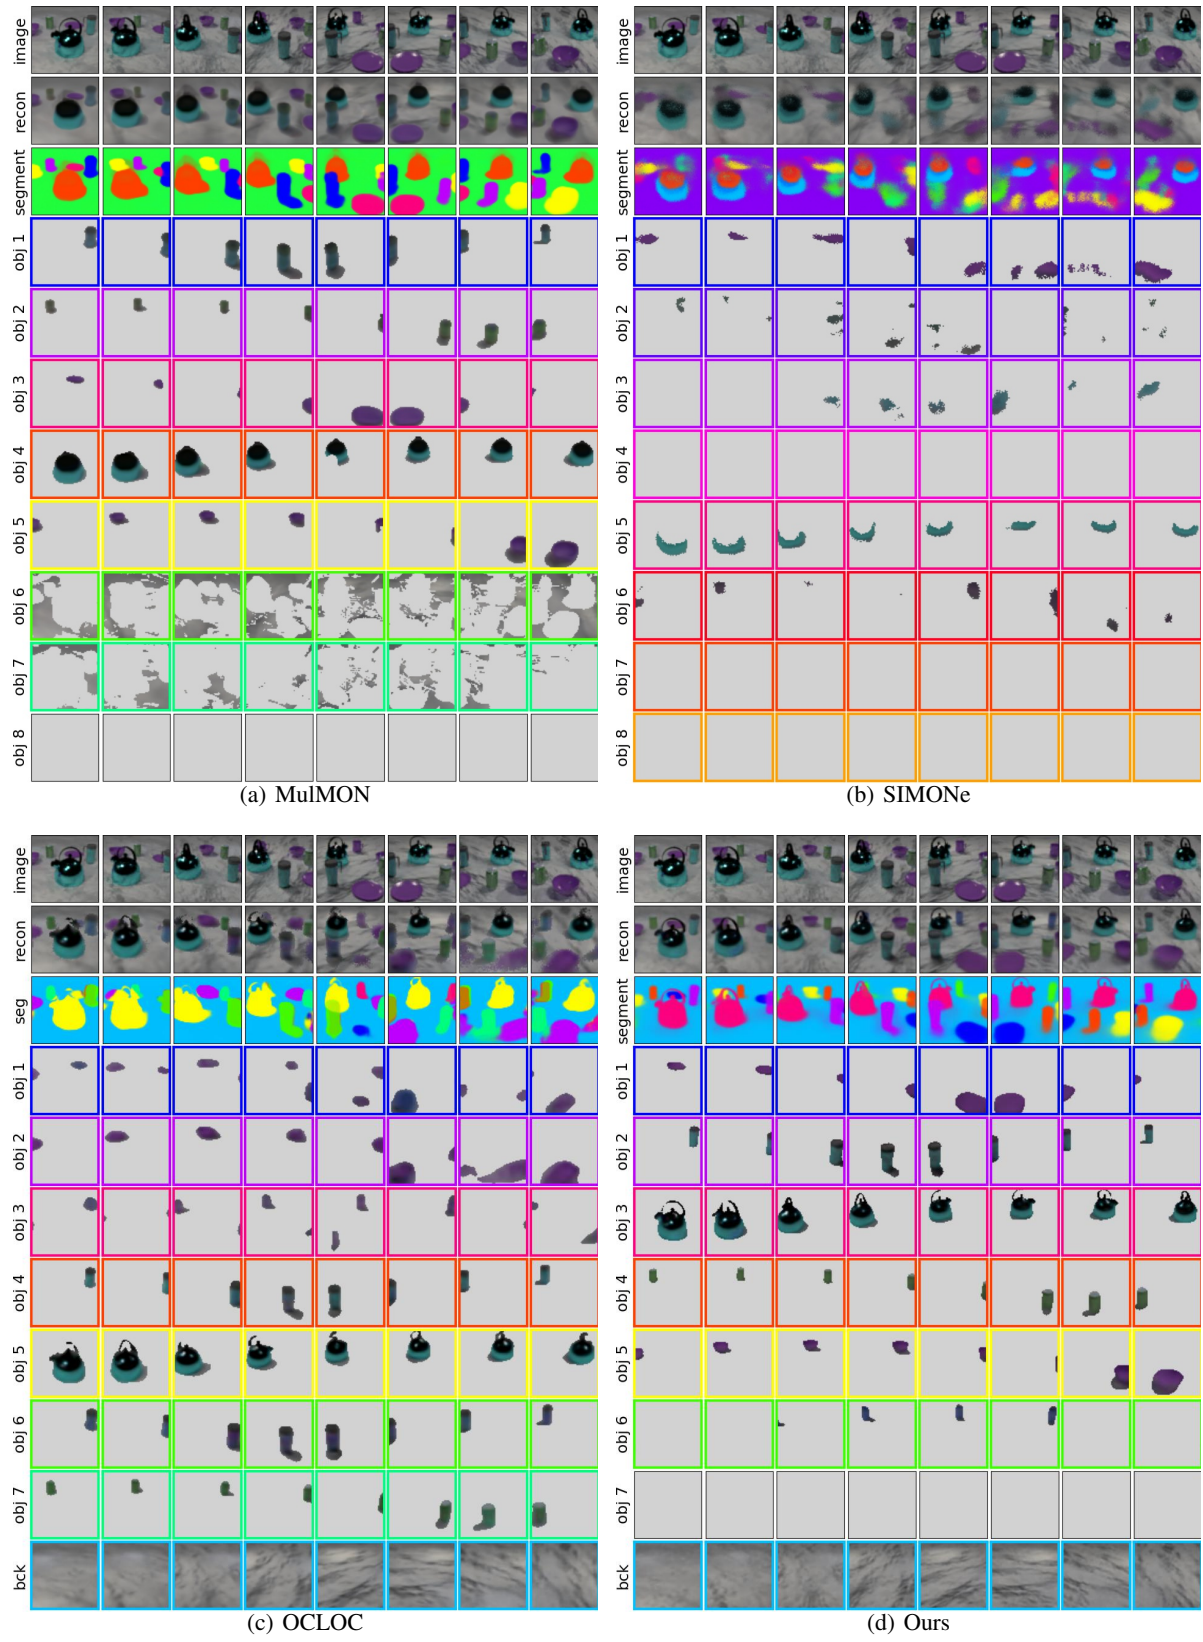 image
recon
segment
obj 1
obj 2
obj 3
obj 4
obj 5
obj 6
obj 7
obj 8
(a) MulMON
image
recon
segment
obj 1
obj 2
obj 3
obj 4
obj 5
obj 6
obj 7
obj 8
(b) SIMONe
image
recon
seg
obj 1
obj 2
obj 3
obj 4
obj 5
obj 6
obj 7
bck
(c) OCLOC
image
recon
segment
obj 1
obj 2
obj 3
obj 4
obj 5
obj 6
obj 7
bck
(d) Ours